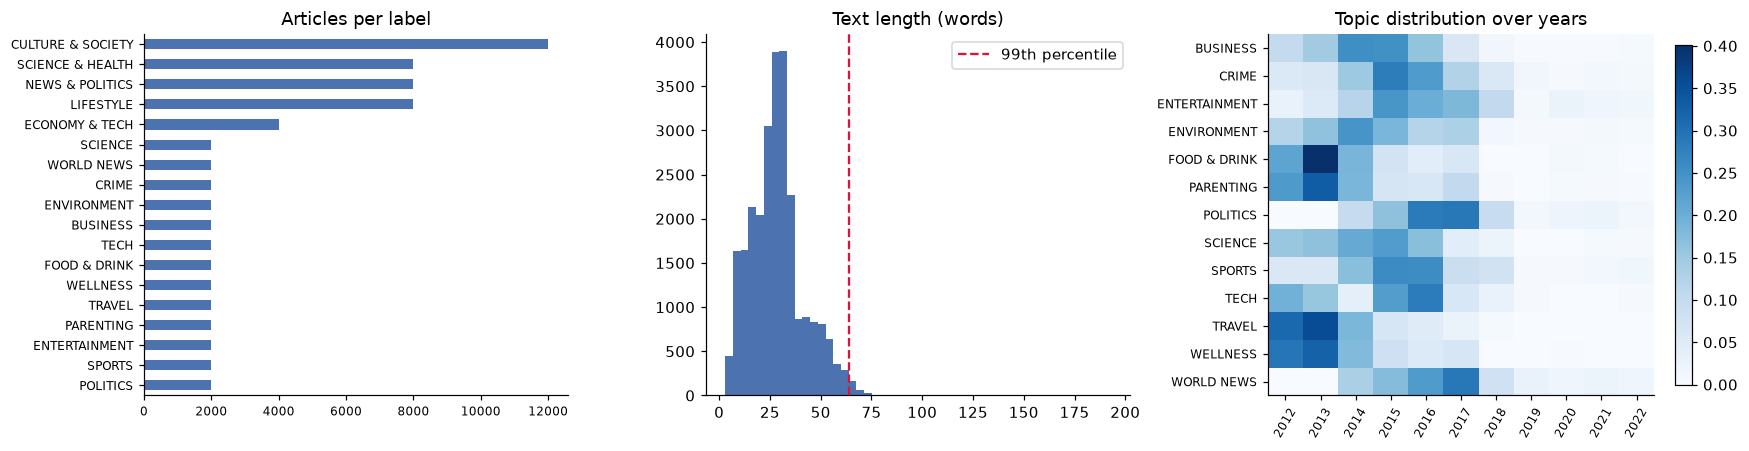 Articles per label
CULTURE & SOCIETY
SCIENCE & HEALTH
NEWS & POLITICS
LIFESTYLE
ECONOMY & TECH
SCIENCE
WORLD NEWS
CRIME
ENVIRONMENT
BUSINESS
TECH
FOOD & DRINK
WELLNESS
TRAVEL
PARENTING
ENTERTAINMENT
SPORTS
POLITICS
0 2000 4000 6000 8000 10000 12000
Text length (words)
99th percentile
4000
3500
3000
2500
2000
1500
1000
500
0
0 25 50 75 100 125 150 175 200
Topic distribution over years
BUSINESS
CRIME
ENTERTAINMENT
ENVIRONMENT
FOOD & DRINK
PARENTING
POLITICS
SCIENCE
SPORTS
TECH
TRAVEL
WELLNESS
WORLD NEWS
2012 2013 2014 2015 2016 2017 2018 2019 2020 2021 2022
0.40
0.35
0.30
0.25
0.20
0.15
0.10
0.05
0.00